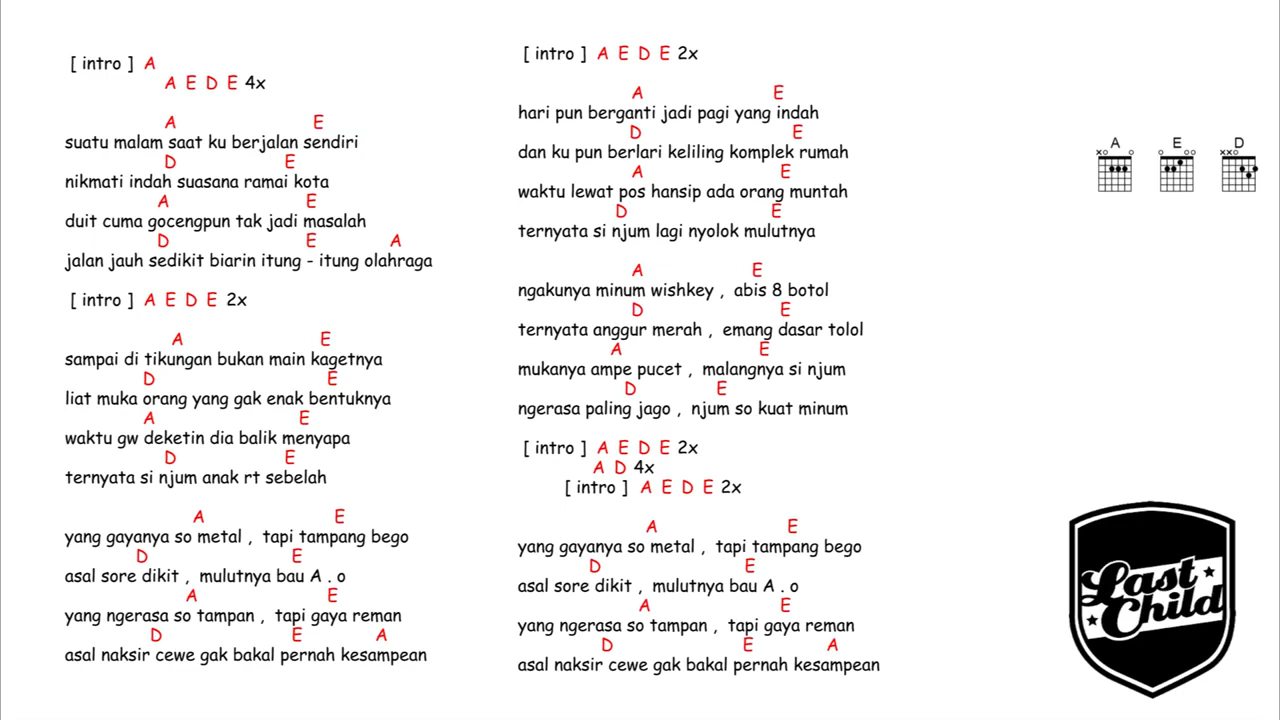 [ intro ] A
A E D E 4x
A E
suatu malam saat ku berjalan sendiri
D E
nikmati indah suasana ramai kota
A E
duit cuma gocengpun tak jadi masalah
D E A
jalan jauh sedikit biarin itung - itung olahraga
[ intro ] A E D E 2x
A E
sampai di tikungan bukan main kagetnya
D E
liat muka orang yang gak enak bentuknya
A E
waktu gw deketin dia balik menyapa
D E
ternyata si njum anak rt sebelah
A E
yang gayanya so metal , tapi tampang bego
D E
asal sore dikit , mulutnya bau A . o
A E
yang ngerasa so tampan , tapi gaya reman
D E A
asal naksir cewe gak bakal pernah kesampean
[ intro ] A E D E 2x
A E
hari pun berganti jadi pagi yang indah
D E
dan ku pun berlari keliling komplek rumah
A E
waktu lewat pos hansip ada orang muntah
D E
ternyata si njum lagi nyolok mulutnya
A E
ngakunya minum wishkey , abis 8 botol
D E
ternyata anggur merah , emang dasar tolol
A E
mukanya ampe pucet , malangnya si njum
D E
ngerasa paling jago , njum so kuat minum
[ intro ] A E D E 2x
A D 4x
[ intro ] A E D E 2x
A E
yang gayanya so metal , tapi tampang bego
D E
asal sore dikit , mulutnya bau A . o
A E
yang ngerasa so tampan , tapi gaya reman
D E A
asal naksir cewe gak bakal pernah kesampean
A E D
xo o o oo xxo
Last
Child